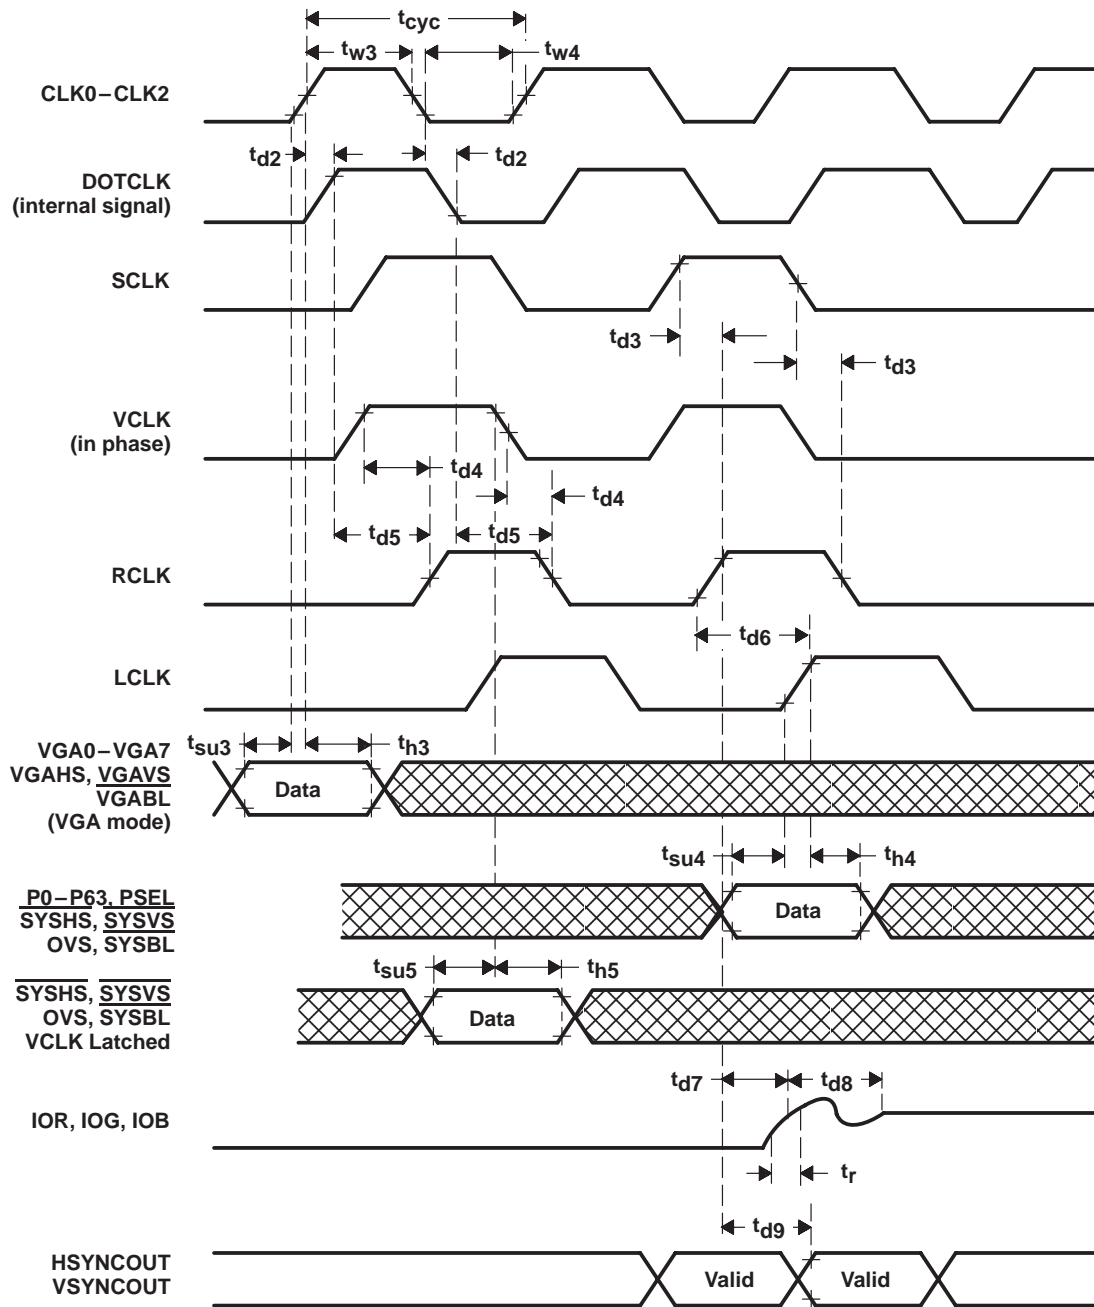 tcyc
tw3
tw4
CLK0–CLK2
td2
td2
DOTCLK
(internal signal)
SCLK
td3
td3
VCLK
(in phase)
td4
td4
td5
td5
RCLK
td6
LCLK
tsu3
th3
VGA0–VGA7
VGAHS, VGAVS
VGABL
(VGA mode)
Data
tsu4
th4
P0–P63, PSEL
SYSHS, SYSVS
OVS, SYSBL
Data
tsu5
th5
SYSHS, SYSVS
OVS, SYSBL
VCLK Latched
Data
td7
td8
IOR, IOG, IOB
tr
td9
HSYNCOUT
VSYNCOUT
Valid
Valid